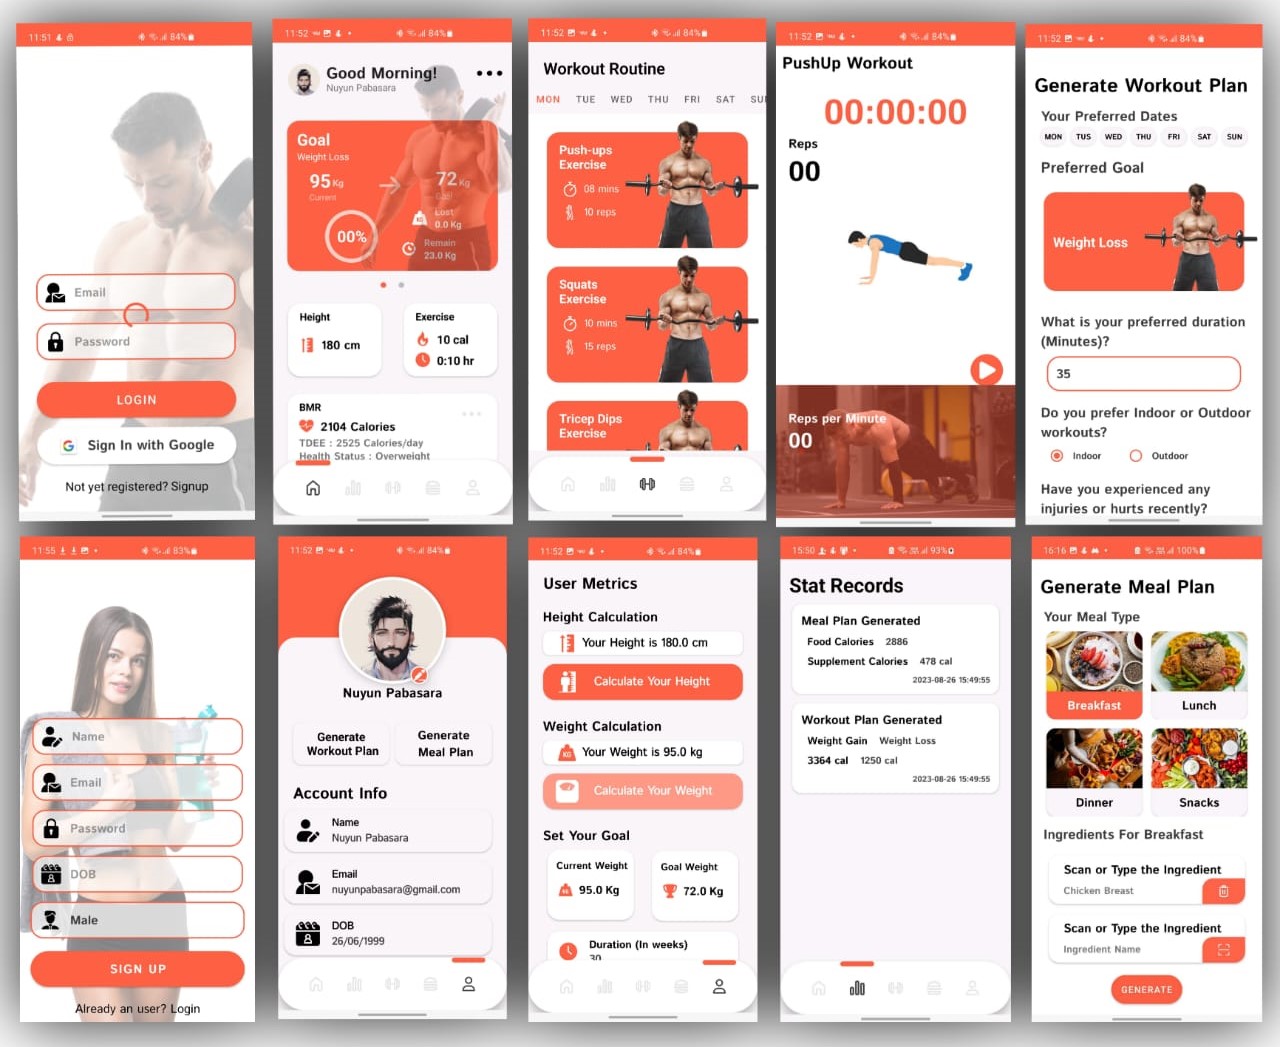 11:51
84%
Email
Password
LOGIN
Sign In with Google
Not yet registered? Signup
11:52
84%
Good Morning!
Nuyun Pabasara
Goal
Weight Loss
95 Kg
72 Kg
Current
Goal
Lost
0.0 Kg
00%
Remain
23.0 Kg
Height
180 cm
Exercise
10 cal
0:10 hr
BMR
2104 Calories
TDEE : 2525 Calories/day
Health Status : Overweight
11:52
84%
Workout Routine
MON TUE WED THU FRI SAT SU
Push-ups
Exercise
08 mins
10 reps
Squats
Exercise
10 mins
15 reps
Tricep Dips
Exercise
11:52
84%
PushUp Workout
00:00:00
Reps
00
Reps per Minute
00
11:52
84%
Generate Workout Plan
Your Preferred Dates
MON TUS WED THU FRI SAT SUN
Preferred Goal
Weight Loss
What is your preferred duration
(Minutes)?
35
Do you prefer Indoor or Outdoor
workouts?
Indoor Outdoor
Have you experienced any
injuries or hurts recently?
11:55
83%
Name
Email
Password
DOB
Male
SIGN UP
Already an user? Login
11:52
84%
Nuyun Pabasara
Generate
Workout Plan
Generate
Meal Plan
Account Info
Name
Nuyun Pabasara
Email
nuyunpabasara@gmail.com
DOB
26/06/1999
11:52
84%
User Metrics
Height Calculation
Your Height is 180.0 cm
Calculate Your Height
Weight Calculation
KG
Your Weight is 95.0 kg
Calculate Your Weight
Set Your Goal
Current Weight
95.0 Kg
Goal Weight
72.0 Kg
Duration (In weeks)
30
15:50
93%
Stat Records
Meal Plan Generated
Food Calories 2886
Supplement Calories 478 cal
2023-08-26 15:49:55
Workout Plan Generated
Weight Gain Weight Loss
3364 cal 1250 cal
2023-08-26 15:49:55
16:16
100%
Generate Meal Plan
Your Meal Type
Breakfast
Lunch
Dinner
Snacks
Ingredients For Breakfast
Scan or Type the Ingredient
Chicken Breast
Scan or Type the Ingredient
Ingredient Name
GENERATE